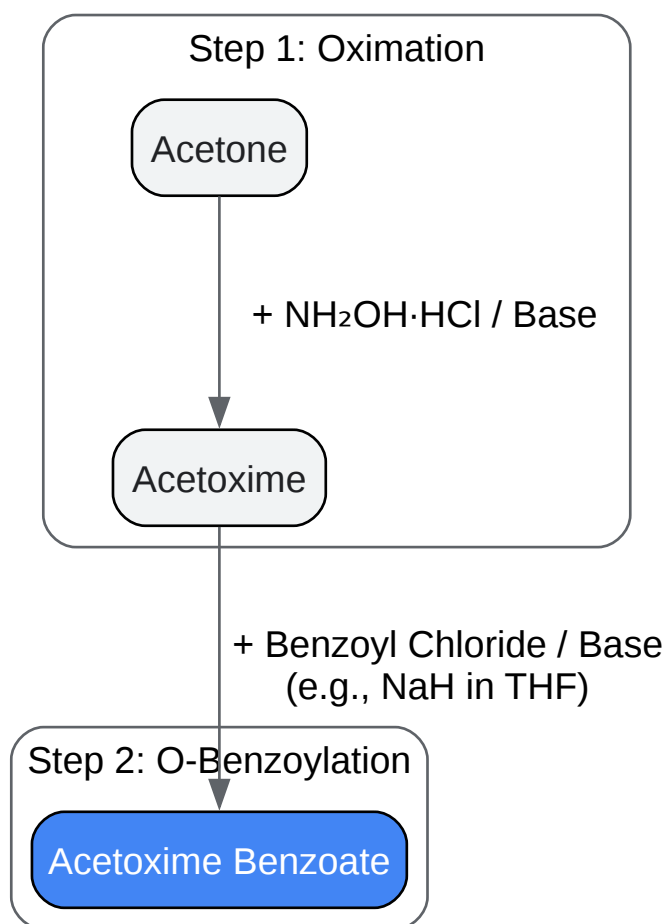 Step 1: Oximation
Acetone
+ NH₂OH·HCl / Base
Acetoxime
+ Benzoyl Chloride / Base
(e.g., NaH in THF)
Step 2: O-Benzoylation
Acetoxime Benzoate